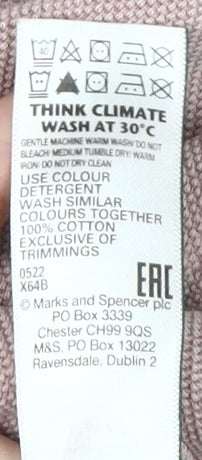 40
THINK CLIMATE
WASH AT 30°C
GENTLE MACHINE WARM WASH/ DO NOT
BLEACH/ MEDIUM TUMBLE DRY/ WARM
IRON/ DO NOT DRY CLEAN
USE COLOUR
DETERGENT
WASH SIMILAR
COLOURS TOGETHER
100% COTTON
EXCLUSIVE OF
TRIMMINGS
0522
X64B
EAC
© Marks and Spencer plc
PO Box 3339
Chester CH99 9QS
M&S, PO Box 13022
Ravensdale, Dublin 2